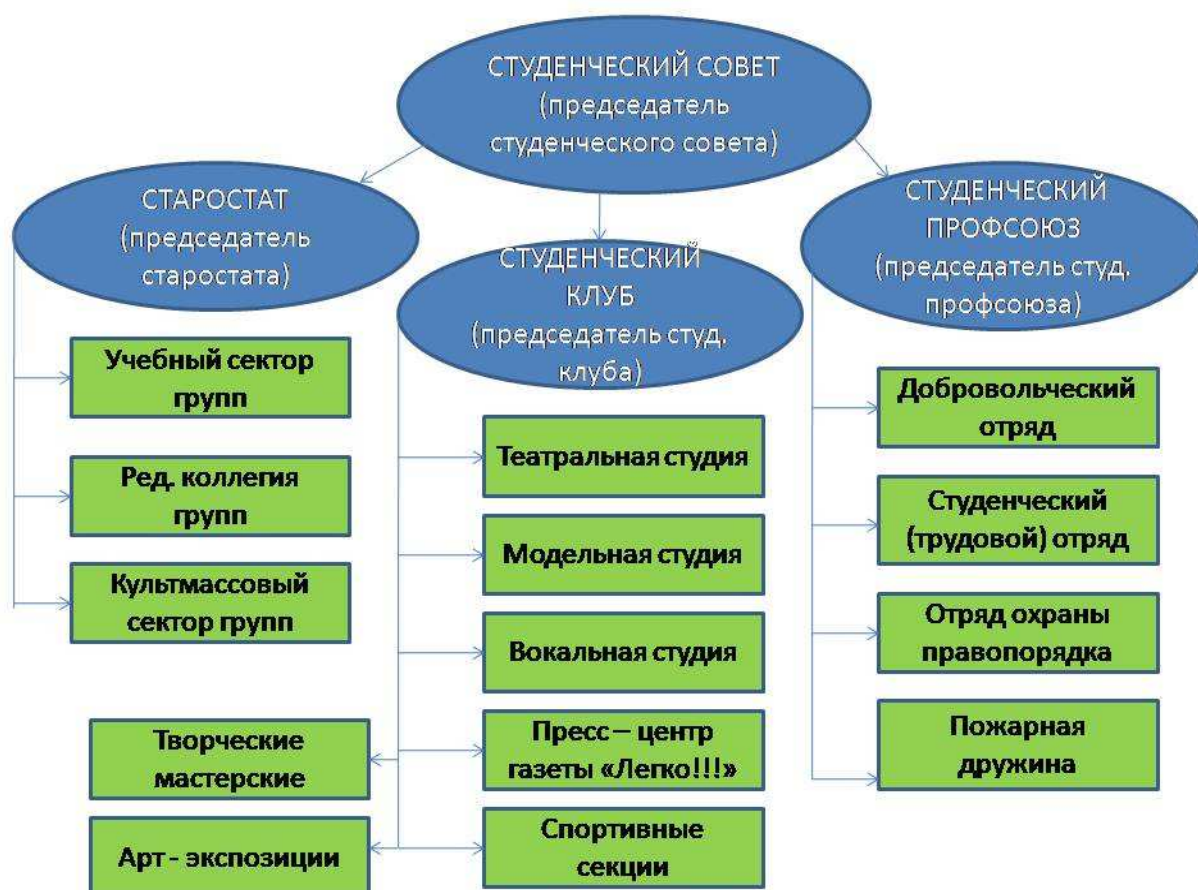 СТУДЕНЧЕСКИЙ СОВЕТ
(председатель
студенческого совета)
СТАРОСТАТ
(председатель
старостата)
СТУДЕНЧЕСКИЙ
КЛУБ
(председатель студ.
клуба)
СТУДЕНЧЕСКИЙ
ПРОФСОЮЗ
(председатель студ.
профсоюза)
Учебный сектор
групп
Ред. коллегия
групп
Культмассовый
сектор групп
Театральная студия
Модельная студия
Вокальная студия
Пресс – центр
газеты «Легко!!!»
Спортивные
секции
Творческие
мастерские
Арт - экспозиции
Добровольческий
отряд
Студенческий
(трудовой) отряд
Отряд охраны
правопорядка
Пожарная
дружина